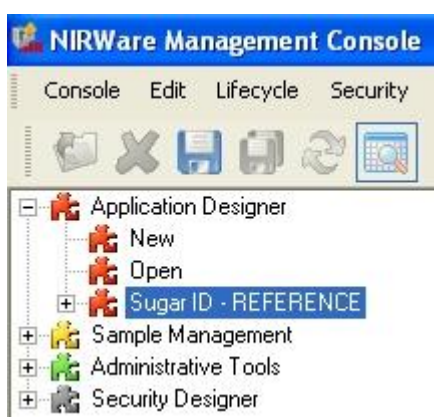 NIRWare Management Console
Console Edit Lifecycle Security
Application Designer
New
Open
Sugar ID - REFERENCE
Sample Management
Administrative Tools
Security Designer